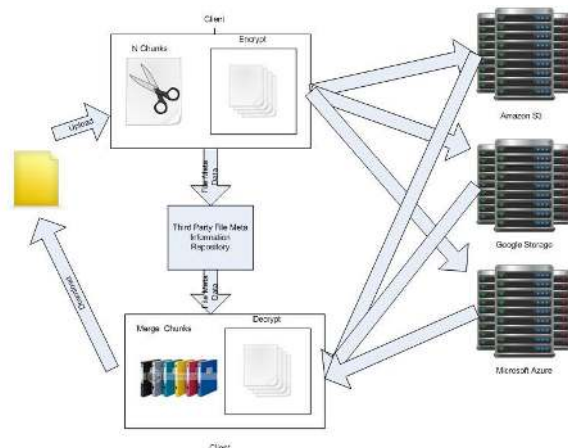 Client
N Chunks
Encrypt
Upload
File Meta
Data
Amazon S3
Third Party File Meta
Information
Repository
Google Storage
File Meta
Data
Download
Merge Chunks
Decrypt
Microsoft Azure
Client